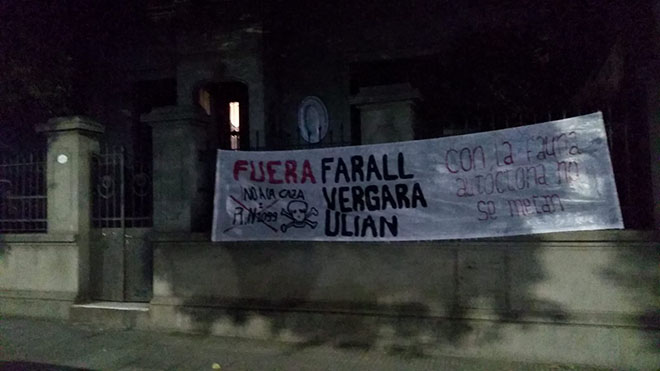 FUERA FARALL
VERGARA
ULIAN
NO A LA CAZA
con la Fauna
autoctona no
se metan